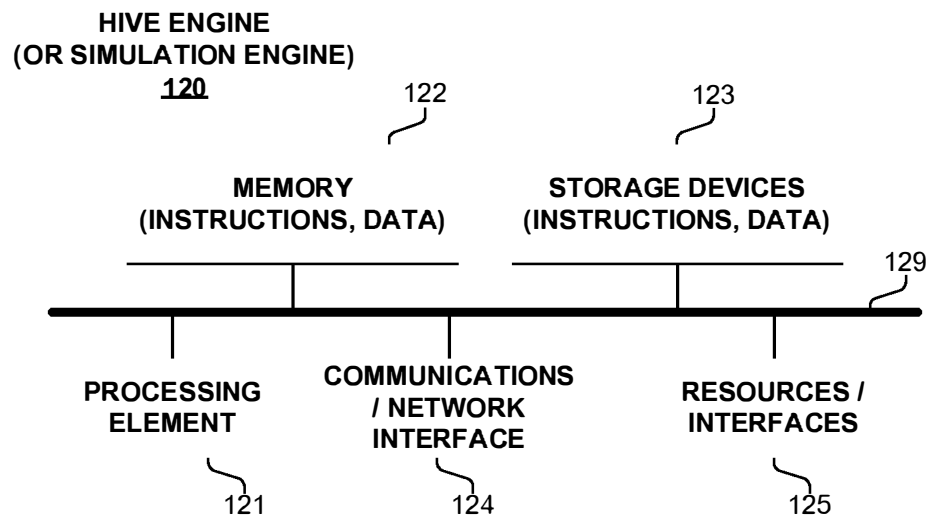 HIVE ENGINE
(OR SIMULATION ENGINE)
120
122
123
MEMORY
(INSTRUCTIONS, DATA)
STORAGE DEVICES
(INSTRUCTIONS, DATA)
129
PROCESSING
ELEMENT
COMMUNICATIONS
/ NETWORK
INTERFACE
RESOURCES /
INTERFACES
121
124
125